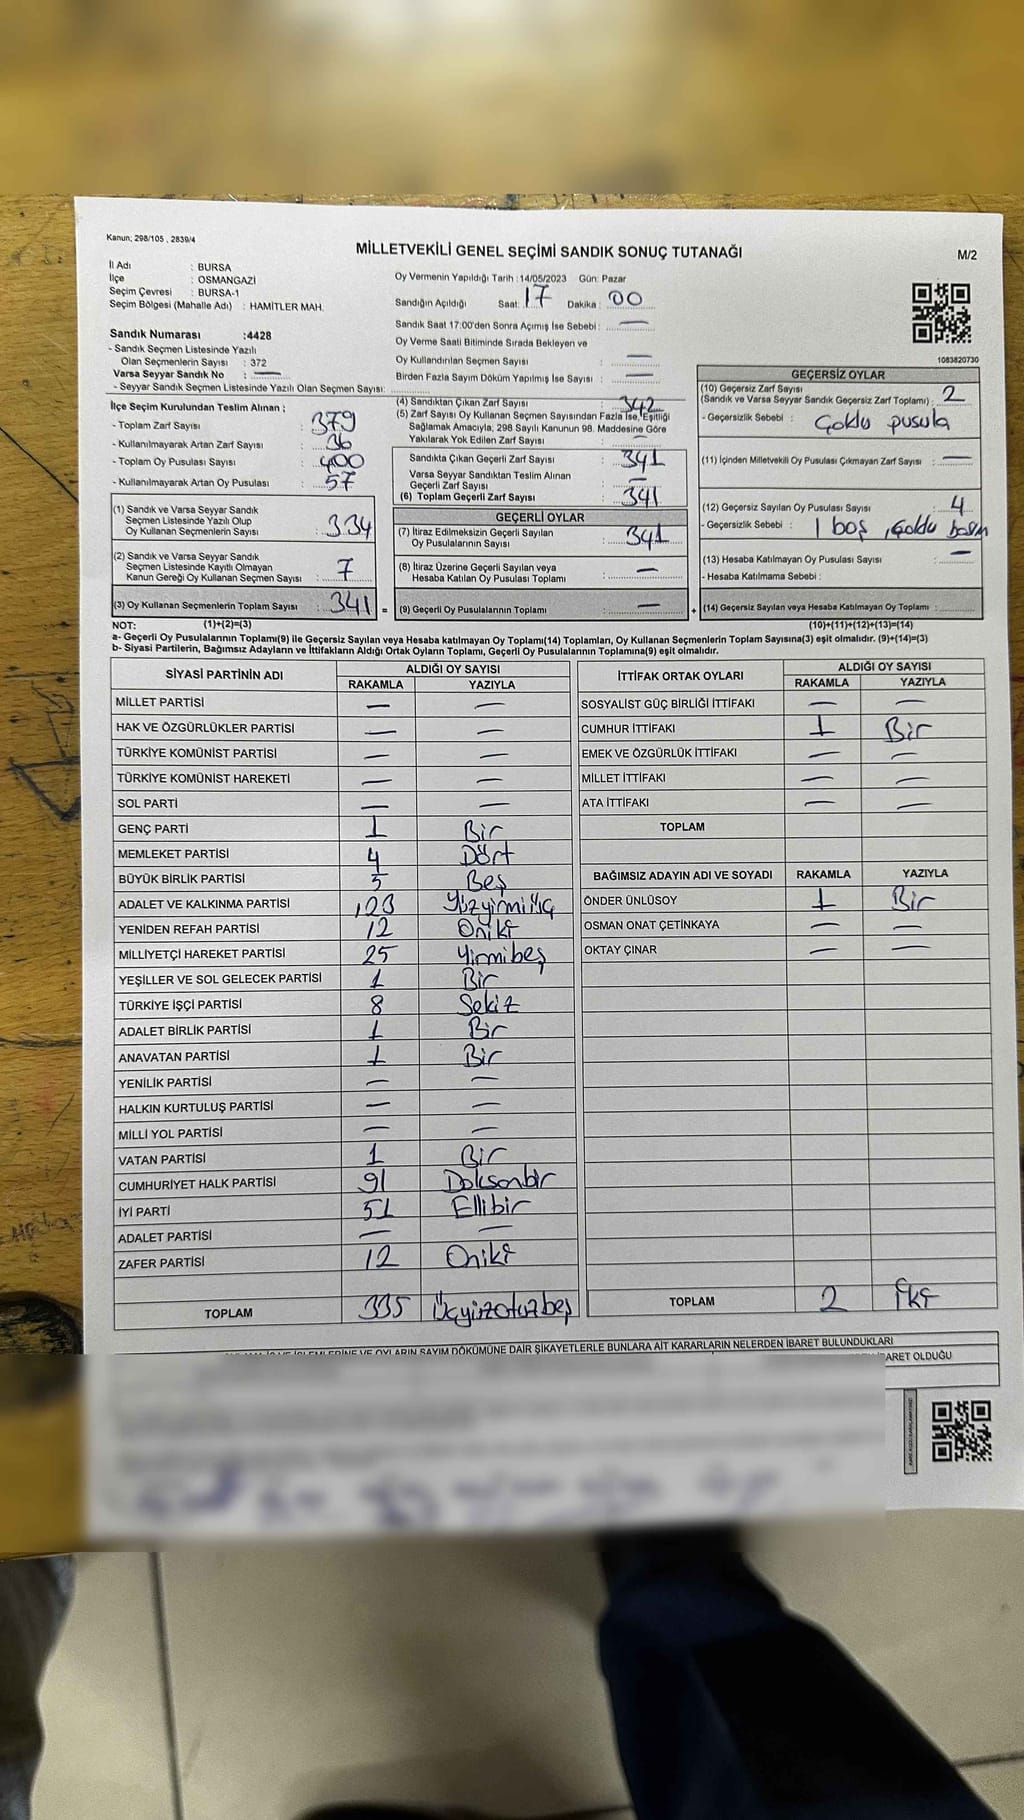 Kanun; 298/105 , 2839/4
MİLLETVEKİLİ GENEL SEÇİMİ SANDIK SONUÇ TUTANAĞI
M/2
İl Adı : BURSA
İlçe : OSMANGAZİ
Seçim Çevresi : BURSA-1
Seçim Bölgesi (Mahalle Adı) : HAMİTLER MAH.
Oy Vermenin Yapıldığı Tarih :14/05/2023 Gün: Pazar
Sandığın Açıldığı Saat: 17 Dakika : 00
Sandık Saat 17:00'den Sonra Açımış İse Sebebi : —
Oy Verme Saati Bitiminde Sırada Bekleyen ve
Oy Kullandırılan Seçmen Sayısı : —
Birden Fazla Sayım Döküm Yapılmış İse Sayısı : —
1083820730
Sandık Numarası :4428
- Sandık Seçmen Listesinde Yazılı
Olan Seçmenlerin Sayısı : 372
Varsa Seyyar Sandık No : —
- Seyyar Sandık Seçmen Listesinde Yazılı Olan Seçmen Sayısı:
İlçe Seçim Kurulundan Teslim Alınan ;
- Toplam Zarf Sayısı : 379
- Kullanılmayarak Artan Zarf Sayısı : 36
- Toplam Oy Pusulası Sayısı : 400
- Kullanılmayarak Artan Oy Pusulası : 57
(1) Sandık ve Varsa Seyyar Sandık
Seçmen Listesinde Yazılı Olup
Oy Kullanan Seçmenlerin Sayısı : 334
(2) Sandık ve Varsa Seyyar Sandık
Seçmen Listesinde Kayıtlı Olmayan
Kanun Gereği Oy Kullanan Seçmen Sayısı : 7
(3) Oy Kullanan Seçmenlerin Toplam Sayısı : 341 =
(4) Sandıktan Çıkan Zarf Sayısı : 342
(5) Zarf Sayısı Oy Kullanan Seçmen Sayısından Fazla İse, Eşitliği
Sağlamak Amacıyla, 298 Sayılı Kanunun 98. Maddesine Göre
Yakılarak Yok Edilen Zarf Sayısı : —
Sandıkta Çıkan Geçerli Zarf Sayısı : 341
Varsa Seyyar Sandıktan Teslim Alınan
Geçerli Zarf Sayısı : —
(6) Toplam Geçerli Zarf Sayısı : 341
GEÇERLİ OYLAR
(7) İtiraz Edilmeksizin Geçerli Sayılan
Oy Pusulalarının Sayısı : 341
(8) İtiraz Üzerine Geçerli Sayılan veya
Hesaba Katılan Oy Pusulası Toplamı : —
(9) Geçerli Oy Pusulalarının Toplamı : — +
GEÇERSİZ OYLAR
(10) Geçersiz Zarf Sayısı
(Sandık ve Varsa Seyyar Sandık Geçersiz Zarf Toplamı) : 2
- Geçersizlik Sebebi : Çoklu pusula
(11) İçinden Milletvekili Oy Pusulası Çıkmayan Zarf Sayısı : —
(12) Geçersiz Sayılan Oy Pusulası Sayısı : 4
- Geçersizlik Sebebi : 1 boş , Çoklu basım
(13) Hesaba Katılmayan Oy Pusulası Sayısı : —
- Hesaba Katılmama Sebebi :
(14) Geçersiz Sayılan veya Hesaba Katılmayan Oy Toplamı :
NOT: (1)+(2)=(3) (10)+(11)+(12)+(13)=(14)
a- Geçerli Oy Pusulalarının Toplamı(9) ile Geçersiz Sayılan veya Hesaba katılmayan Oy Toplamı(14) Toplamları, Oy Kullanan Seçmenlerin Toplam Sayısına(3) eşit olmalıdır. (9)+(14)=(3)
b- Siyasi Partilerin, Bağımsız Adayların ve İttifakların Aldığı Ortak Oyların Toplamı, Geçerli Oy Pusulalarının Toplamına(9) eşit olmalıdır.
SİYASİ PARTİNİN ADI ALDIĞI OY SAYISI
RAKAMLA YAZIYLA
MİLLET PARTİSİ — —
HAK VE ÖZGÜRLÜKLER PARTİSİ — —
TÜRKİYE KOMÜNİST PARTİSİ — —
TÜRKİYE KOMÜNİST HAREKETİ — —
SOL PARTİ — —
GENÇ PARTİ 1 Bir
MEMLEKET PARTİSİ 4 Dört
BÜYÜK BİRLİK PARTİSİ 5 Beş
ADALET VE KALKINMA PARTİSİ 123 Yüzyirmiüç
YENİDEN REFAH PARTİSİ 12 Oniki
MİLLİYETÇİ HAREKET PARTİSİ 25 Yirmibeş
YEŞİLLER VE SOL GELECEK PARTİSİ 1 Bir
TÜRKİYE İŞÇİ PARTİSİ 8 Sekiz
ADALET BİRLİK PARTİSİ 1 Bir
ANAVATAN PARTİSİ 1 Bir
YENİLİK PARTİSİ — —
HALKIN KURTULUŞ PARTİSİ — —
MİLLİ YOL PARTİSİ — —
VATAN PARTİSİ 1 Bir
CUMHURİYET HALK PARTİSİ 91 Doksanbir
İYİ PARTİ 51 Ellibir
ADALET PARTİSİ — —
ZAFER PARTİSİ 12 Oniki
TOPLAM 335 Üçyüzotuzbeş
İTTİFAK ORTAK OYLARI ALDIĞI OY SAYISI
RAKAMLA YAZIYLA
SOSYALİST GÜÇ BİRLİĞİ İTTİFAKI — —
CUMHUR İTTİFAKI 1 Bir
EMEK VE ÖZGÜRLÜK İTTİFAKI — —
MİLLET İTTİFAKI — —
ATA İTTİFAKI — —
TOPLAM
BAĞIMSIZ ADAYIN ADI VE SOYADI RAKAMLA YAZIYLA
ÖNDER ÜNLÜSOY 1 Bir
OSMAN ONAT ÇETİNKAYA — —
OKTAY ÇINAR — —
TOPLAM 2 İki
OYLARIN SAYIM DÖKÜMÜNE DAİR ŞİKAYETLERLE BUNLARA AİT KARARLARIN NELERDEN İBARET BULUNDUKLARI
OLDUĞU